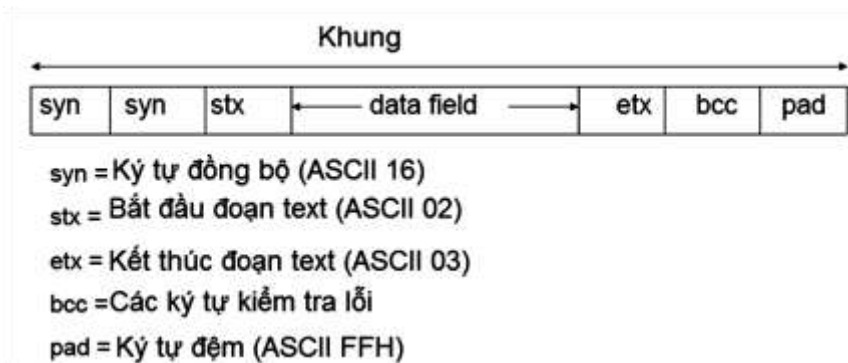 Khung
syn syn stx data field etx bcc pad
syn = Ký tự đồng bộ (ASCII 16)
stx = Bắt đầu đoạn text (ASCII 02)
etx = Kết thúc đoạn text (ASCII 03)
bcc =Các ký tự kiểm tra lỗi
pad = Ký tự đệm (ASCII FFH)